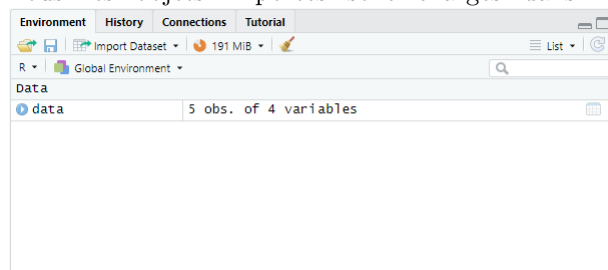 Environment History Connections Tutorial
Import Dataset 191 MiB List
R Global Environment
Data
data 5 obs. of 4 variables